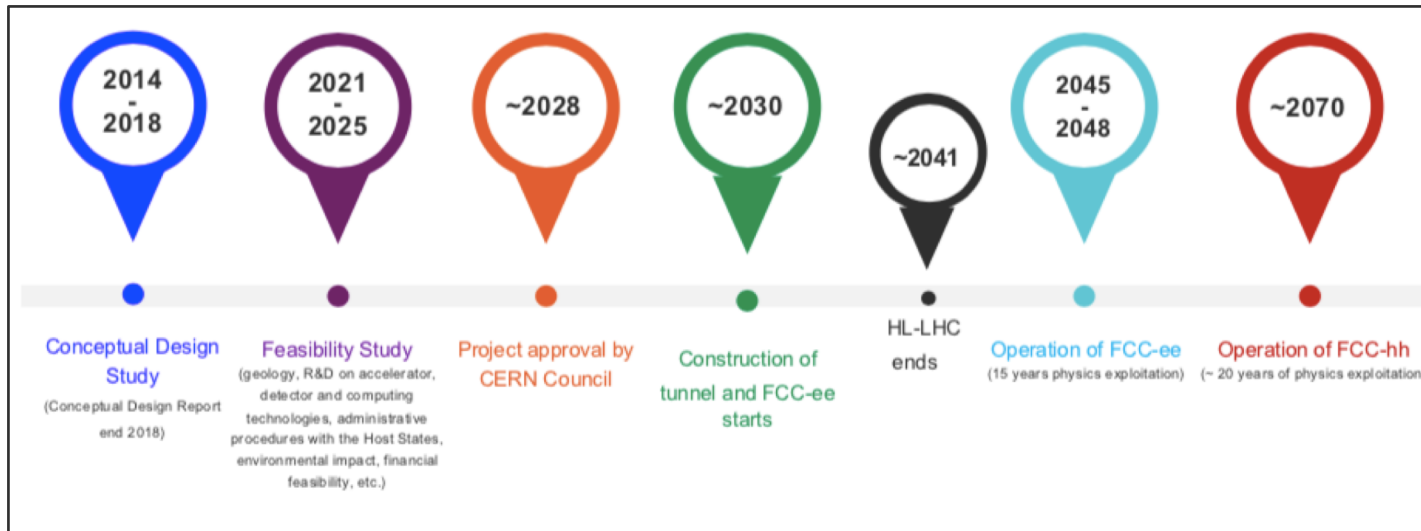 2014
-
2018
2021
-
2025
~2028
~2030
~2041
2045
-
2048
~2070
Conceptual Design
Study
(Conceptual Design Report
end 2018)
Feasibility Study
(geology, R&D on accelerator,
detector and computing
technologies, administrative
procedures with the Host States,
environmental impact, financial
feasibility, etc.)
Project approval by
CERN Council
Construction of
tunnel and FCC-ee
starts
HL-LHC
ends
Operation of FCC-ee
(15 years physics exploitation)
Operation of FCC-hh
(~ 20 years of physics exploitation